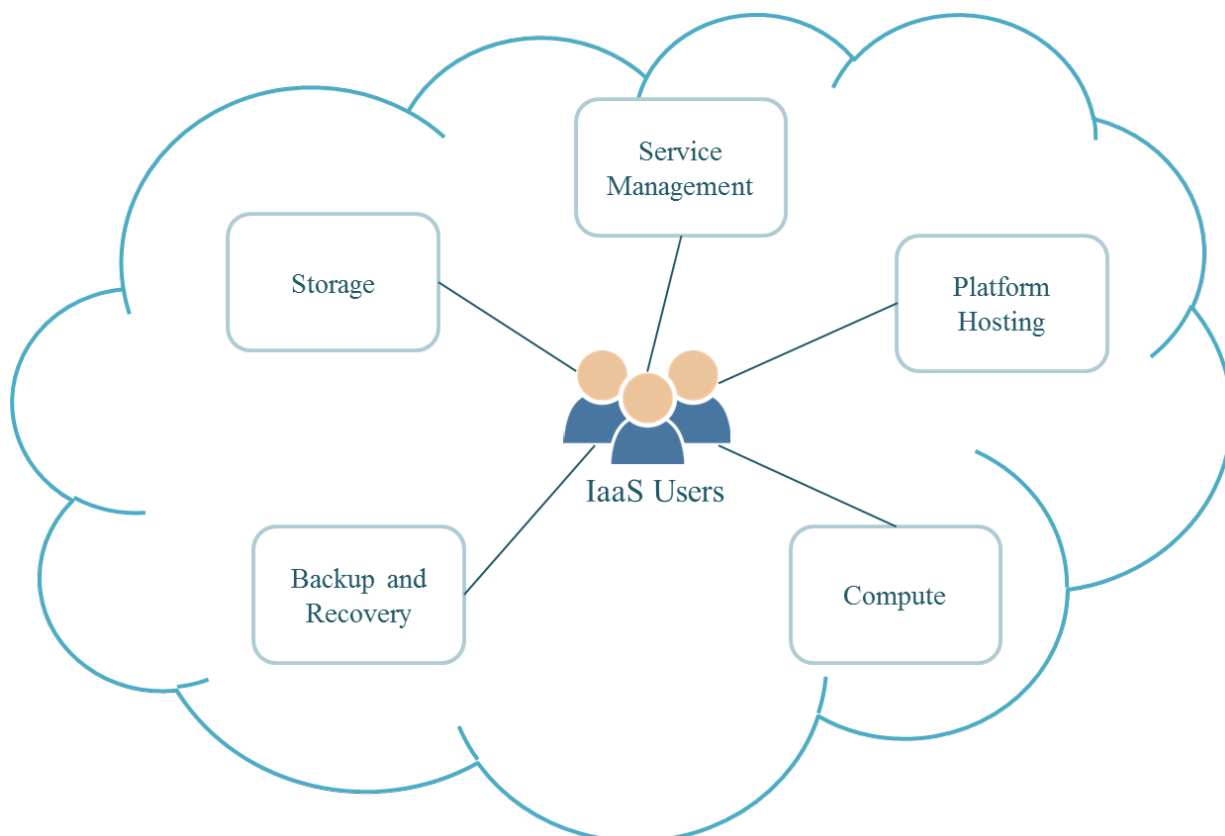 Service
Management
Storage
Platform
Hosting
IaaS Users
Backup and
Recovery
Compute